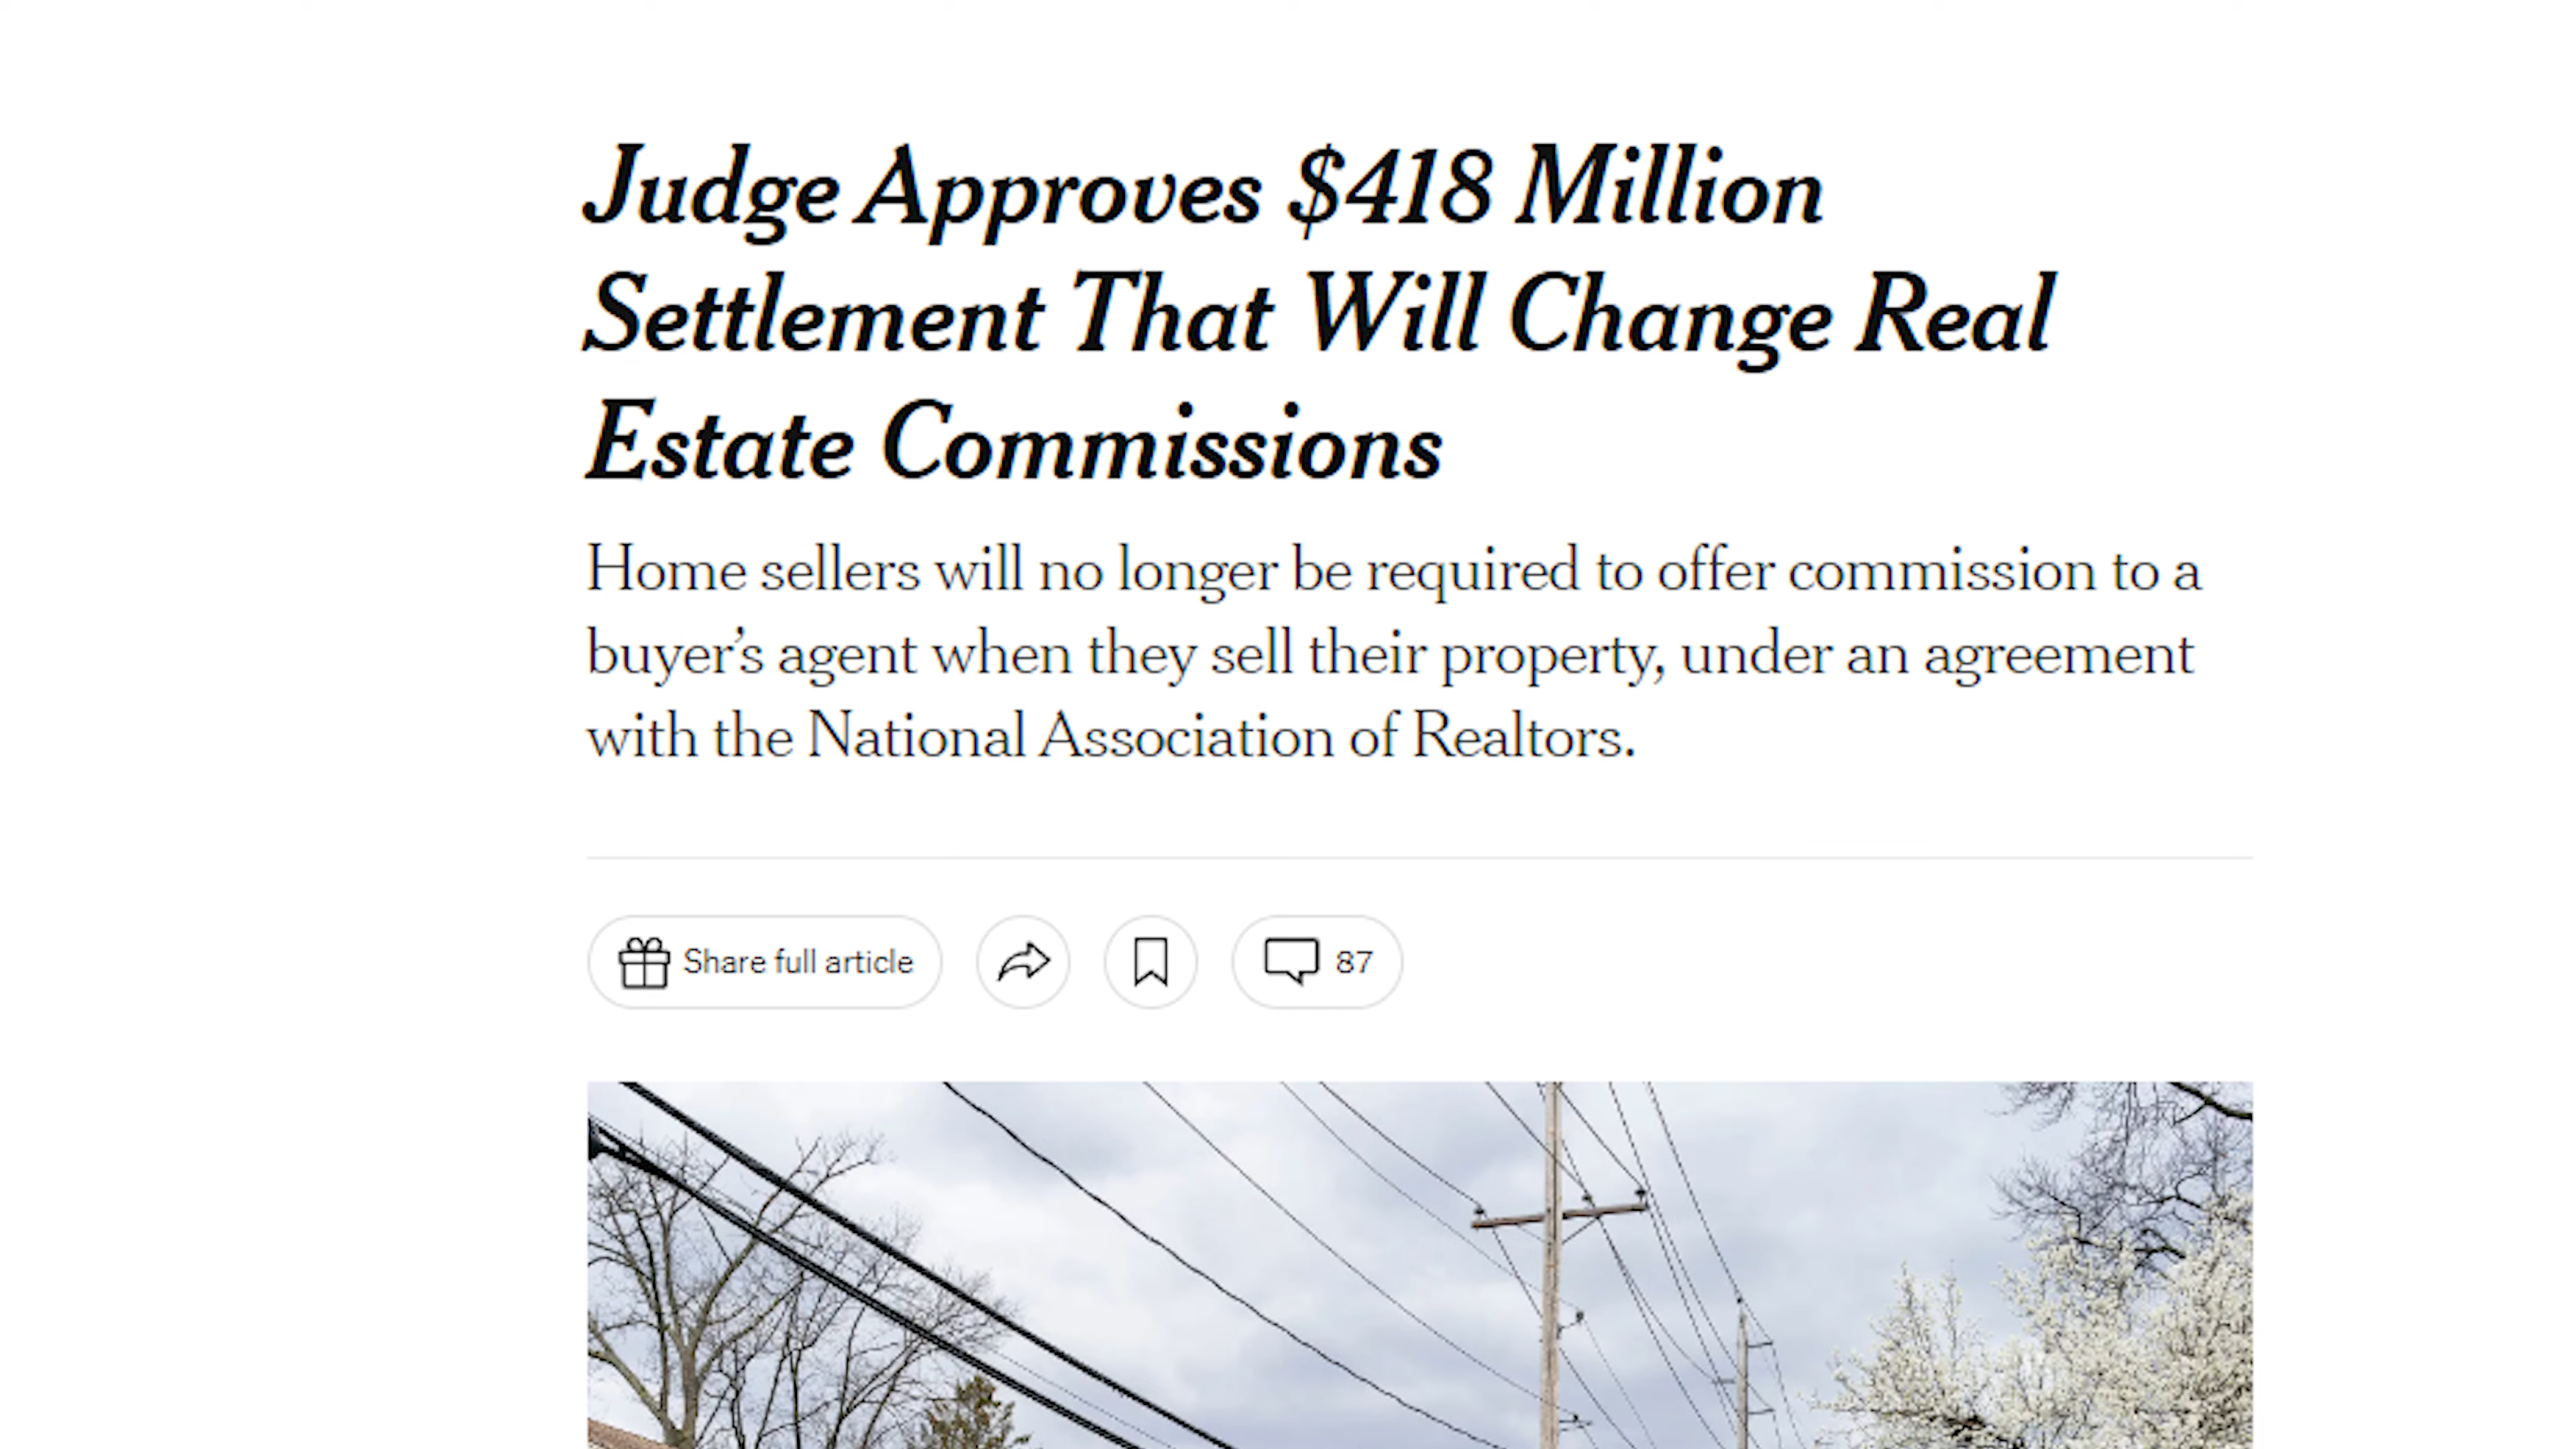 Judge Approves $418 Million
Settlement That Will Change Real
Estate Commissions
Home sellers will no longer be required to offer commission to a
buyer’s agent when they sell their property, under an agreement
with the National Association of Realtors.
Share full article
87